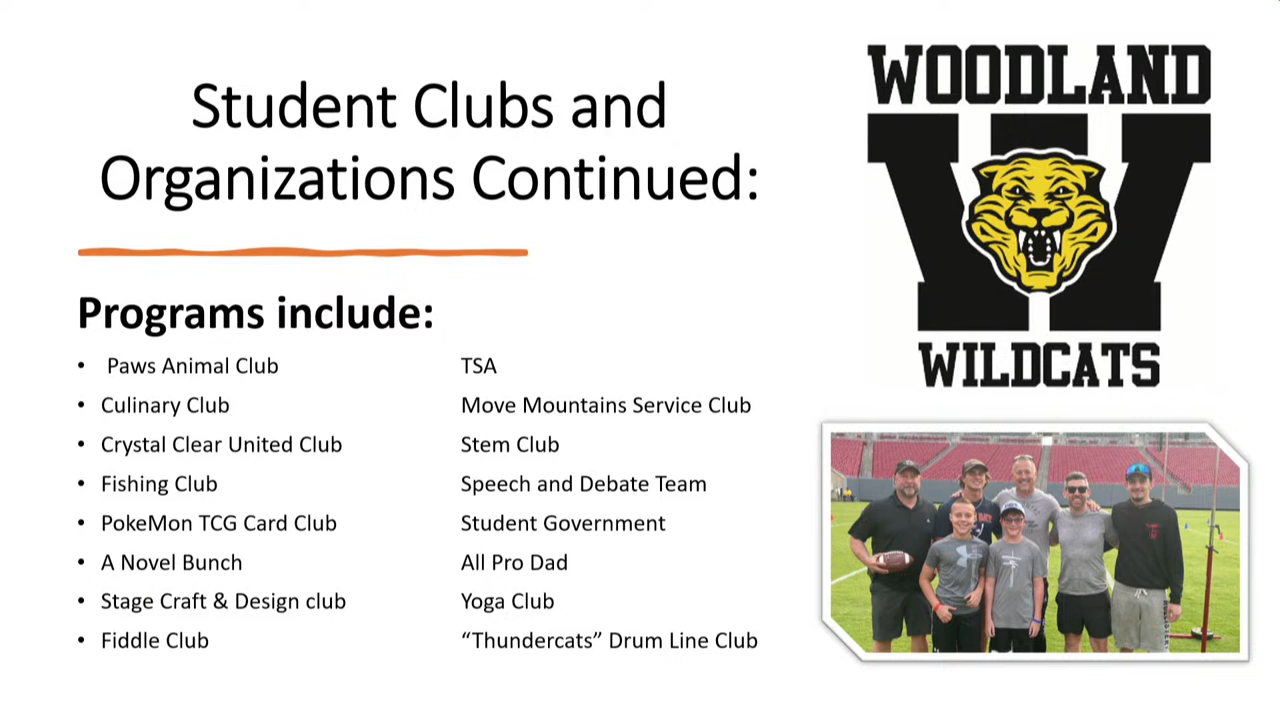 Student Clubs and
Organizations Continued:
Programs include:
• Paws Animal Club TSA
• Culinary Club Move Mountains Service Club
• Crystal Clear United Club Stem Club
• Fishing Club Speech and Debate Team
• PokeMon TCG Card Club Student Government
• A Novel Bunch All Pro Dad
• Stage Craft & Design club Yoga Club
• Fiddle Club “Thundercats” Drum Line Club
WOODLAND
W
WILDCATS